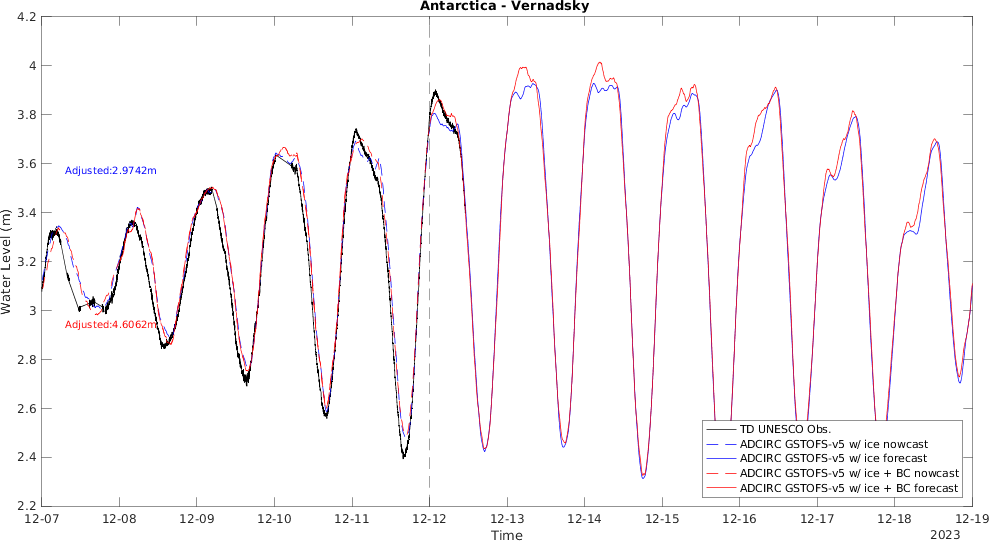 Antarctica - Vernadsky
4.2
4
3.8
3.6
3.4
3.2
3
2.8
2.6
2.4
2.2
Water Level (m)
Adjusted:2.9742m
Adjusted:4.6062m
TD UNESCO Obs.
ADCIRC GSTOFS-v5 w/ ice nowcast
ADCIRC GSTOFS-v5 w/ ice forecast
ADCIRC GSTOFS-v5 w/ ice + BC nowcast
ADCIRC GSTOFS-v5 w/ ice + BC forecast
12-07 12-08 12-09 12-10 12-11 12-12 12-13 12-14 12-15 12-16 12-17 12-18 12-19
Time
2023